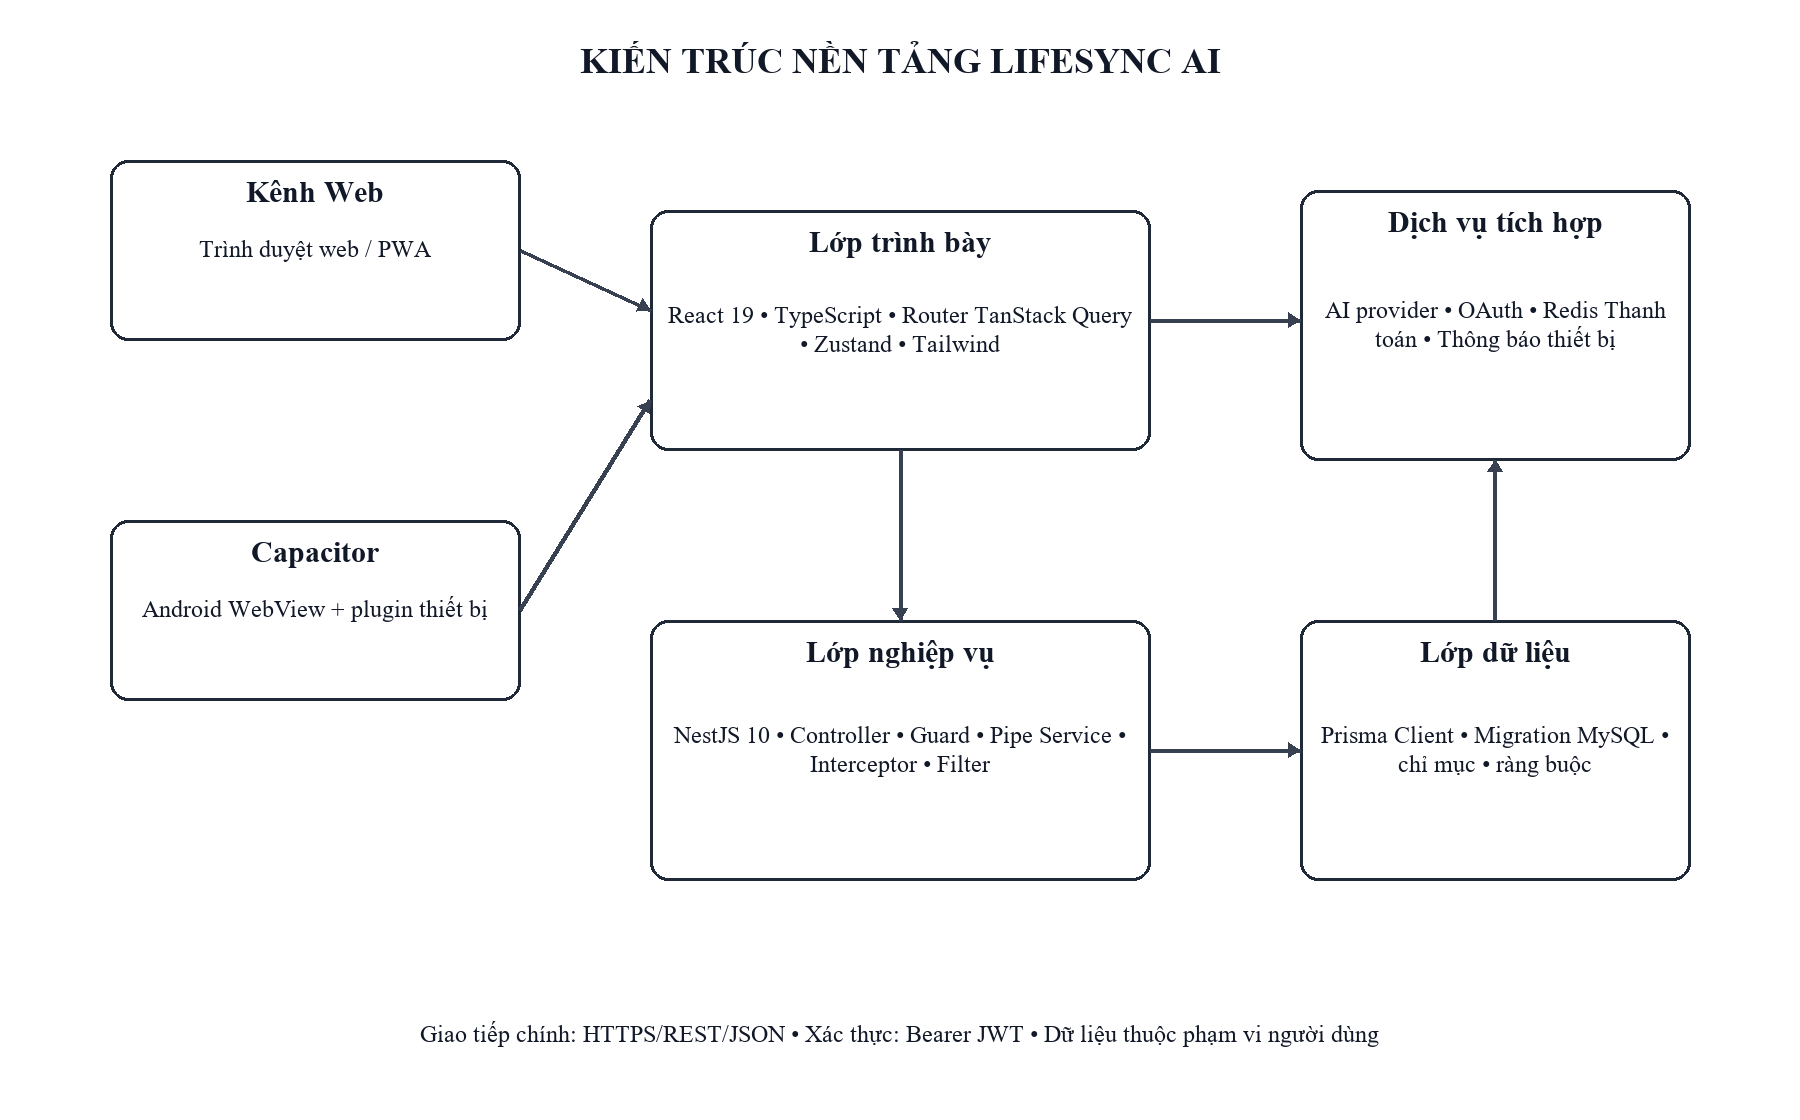 KIẾN TRÚC NỀN TẢNG LIFESYNC AI
Kênh Web
Trình duyệt web / PWA
Capacitor
Android WebView + plugin thiết bị
Lớp trình bày
React 19 • TypeScript • Router TanStack Query
• Zustand • Tailwind
Dịch vụ tích hợp
AI provider • OAuth • Redis Thanh
toán • Thông báo thiết bị
Lớp nghiệp vụ
NestJS 10 • Controller • Guard • Pipe Service •
Interceptor • Filter
Lớp dữ liệu
Prisma Client • Migration MySQL •
chỉ mục • ràng buộc
Giao tiếp chính: HTTPS/REST/JSON • Xác thực: Bearer JWT • Dữ liệu thuộc phạm vi người dùng